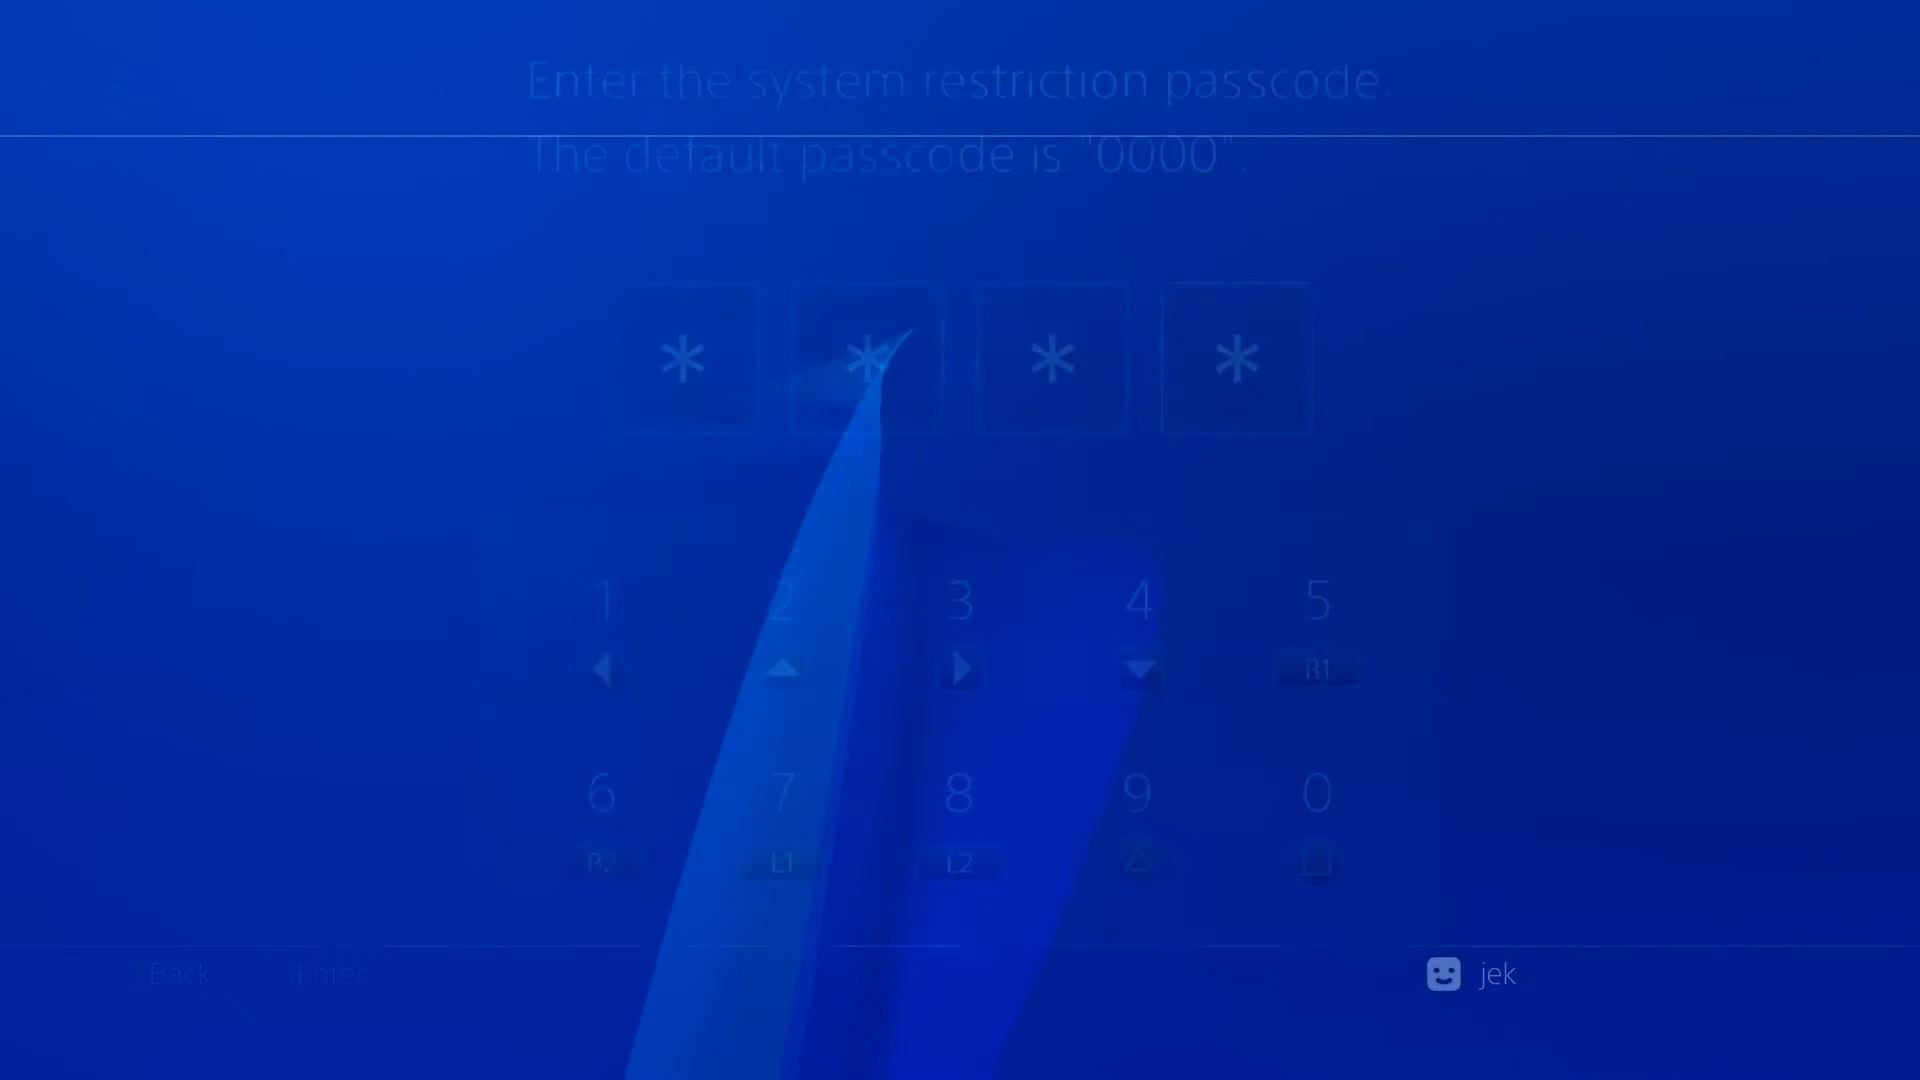 Enter the system restriction passcode.
The default passcode is "0000".
* * * *
1 2 3 4 5
R1
6 7 8 9 0
R2 L1 L2
Back Enter jek